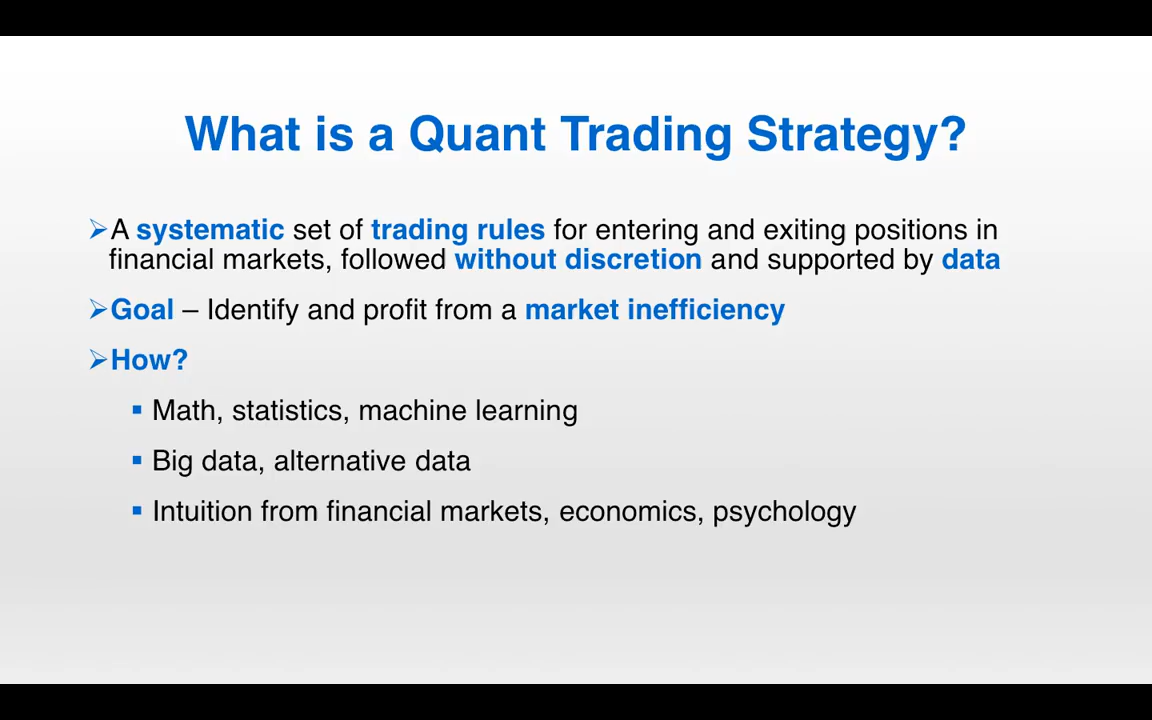 What is a Quant Trading Strategy?
➢A systematic set of trading rules for entering and exiting positions in
financial markets, followed without discretion and supported by data
➢Goal – Identify and profit from a market inefficiency
➢How?
▪ Math, statistics, machine learning
▪ Big data, alternative data
▪ Intuition from financial markets, economics, psychology